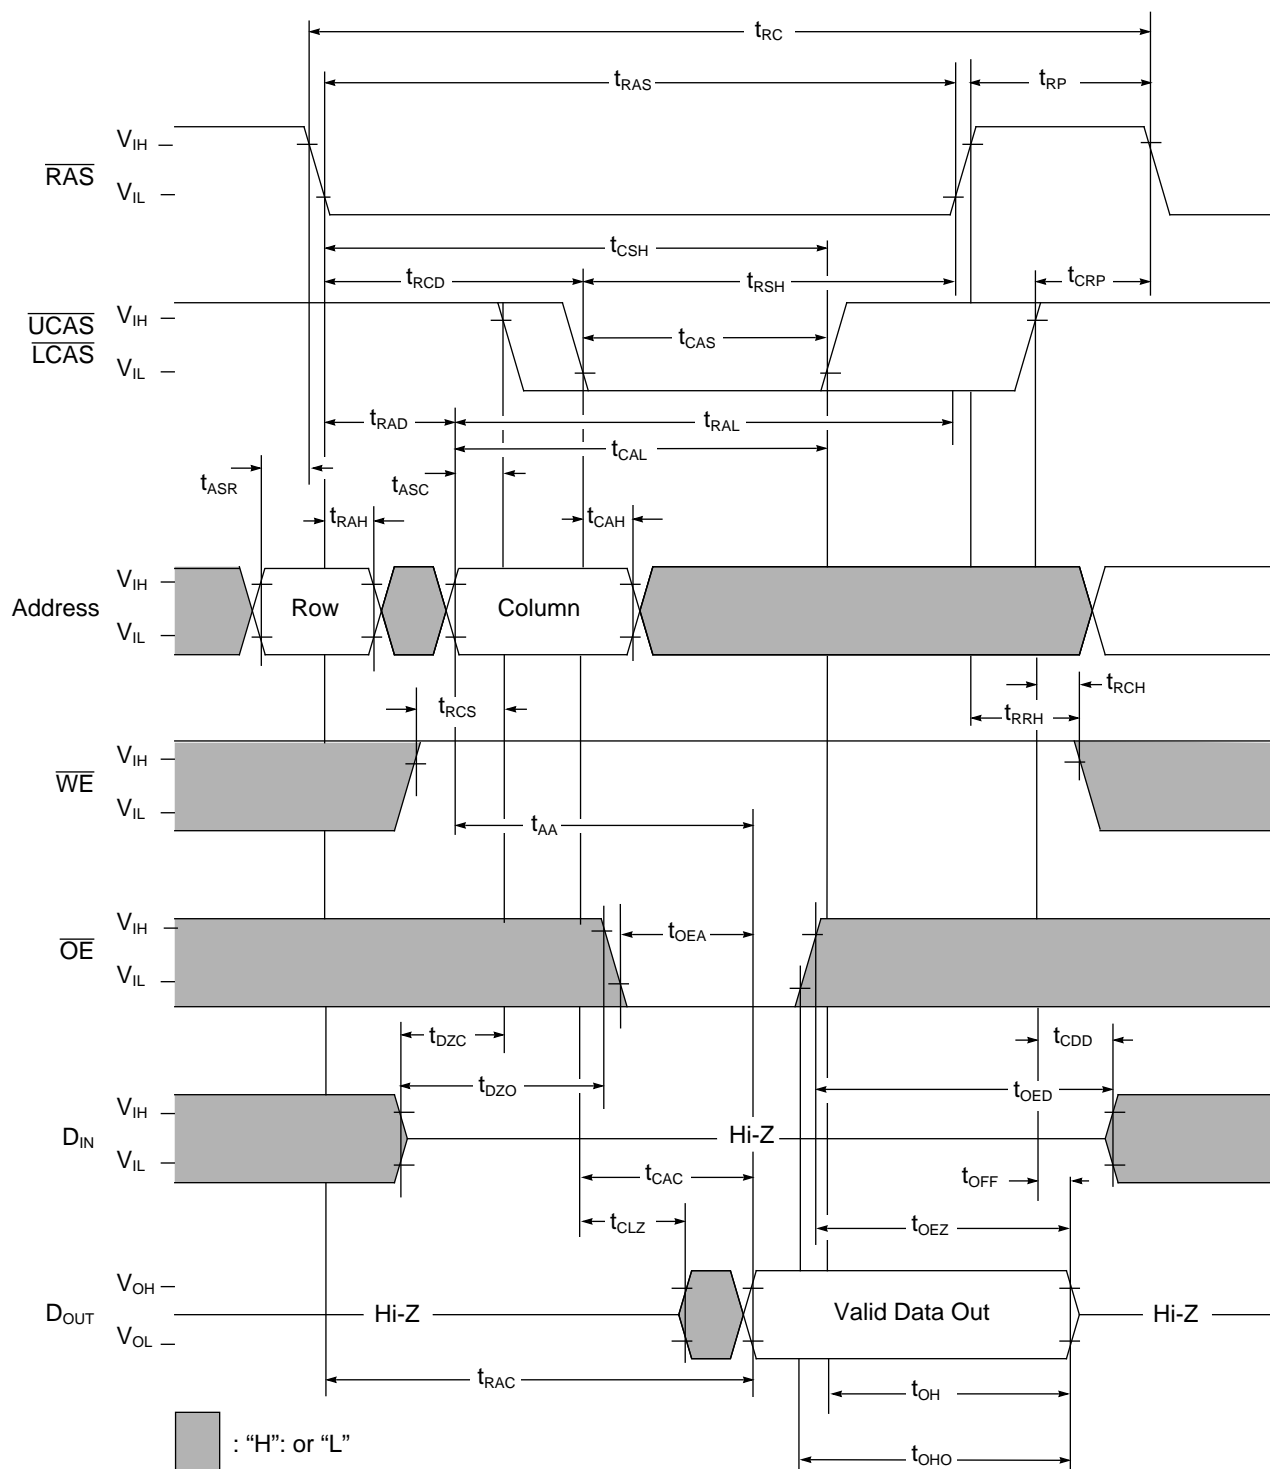 tRC
tRAS
tRP
VIH
RAS
VIL
tCSH
tRCD
tRSH
tCRP
VIH
UCAS
LCAS
tCAS
VIL
tRAD
tRAL
tCAL
tASR
tASC
tRAH
tCAH
VIH
Address
Row
Column
VIL
tRCH
tRCS
tRRH
VIH
WE
VIL
tAA
VIH
OE
tOEA
VIL
tDZC
tCDD
tDZO
tOED
VIH
DIN
Hi-Z
VIL
tCAC
tOFF
tCLZ
tOEZ
VOH
DOUT
Hi-Z
Valid Data Out
Hi-Z
VOL
tRAC
tOH
: “H”: or “L”
tOHO